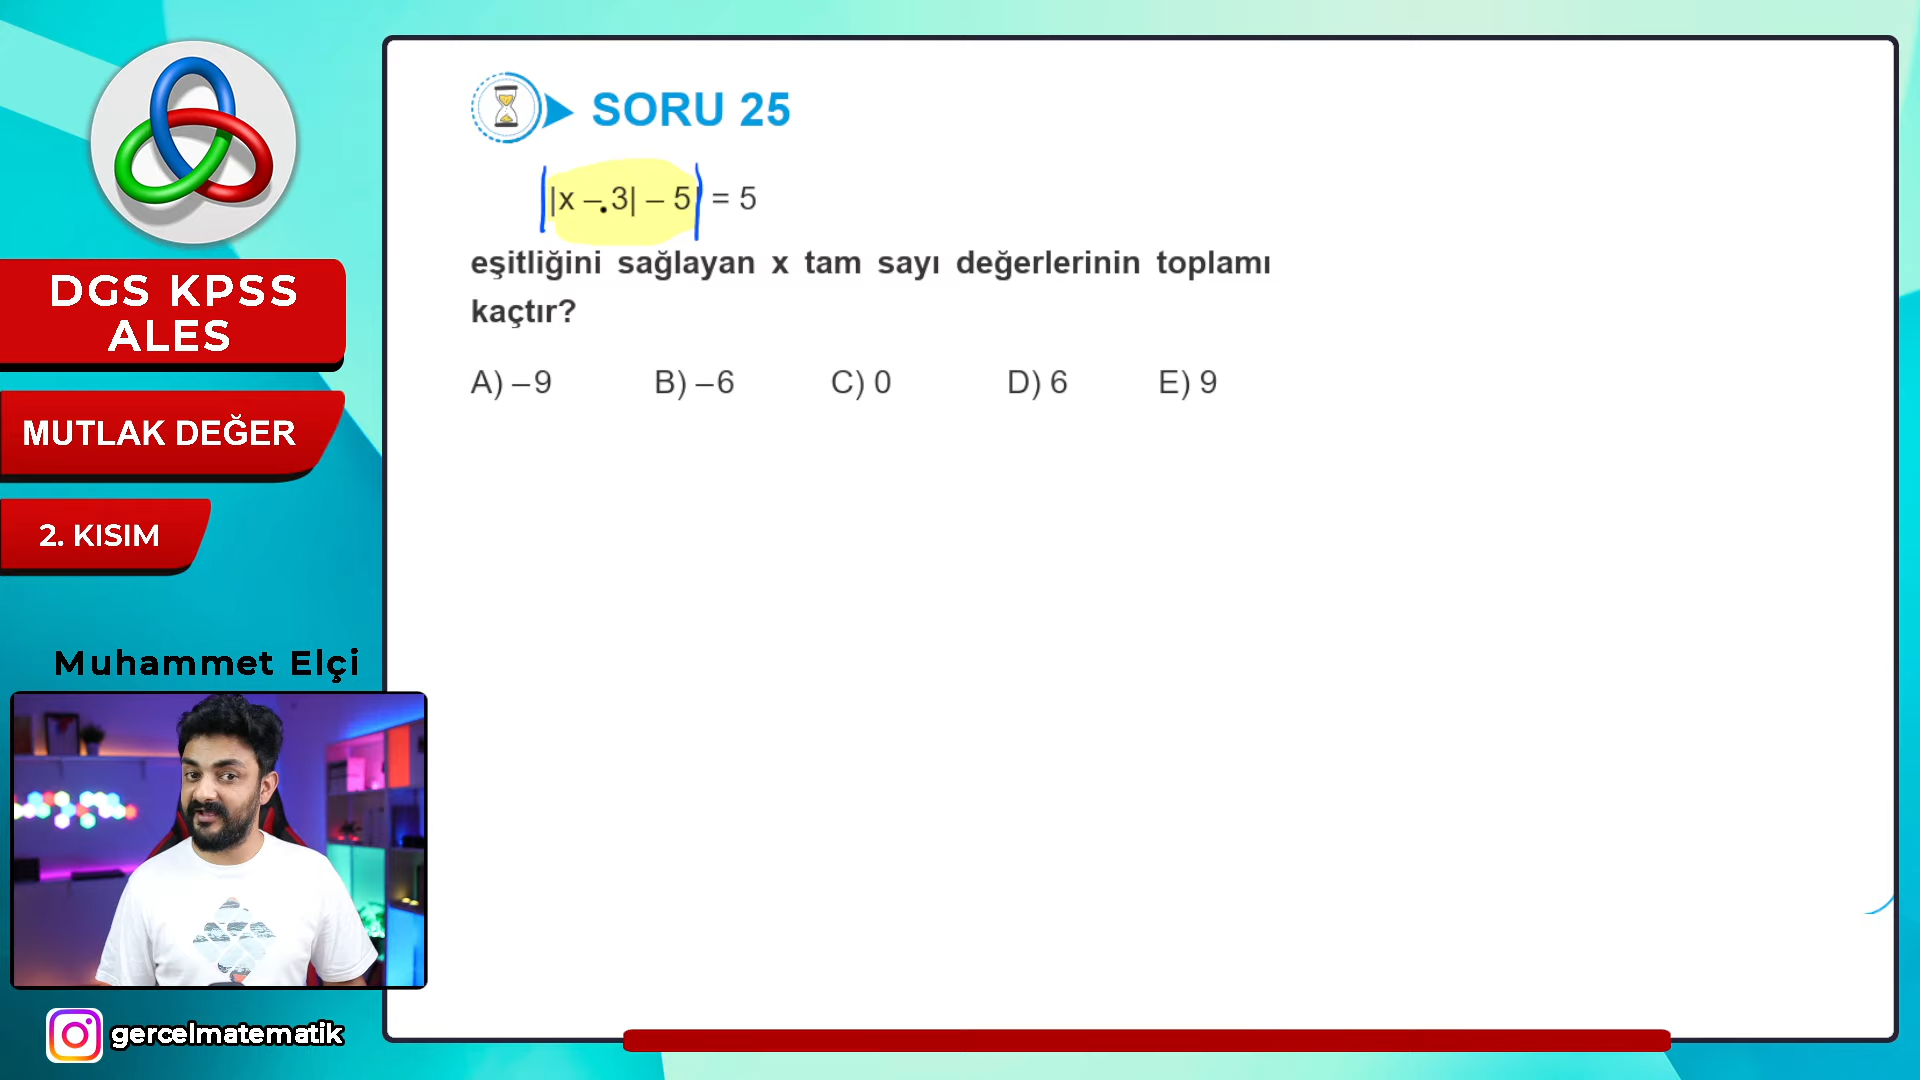 DGS KPSS
ALES
MUTLAK DEĞER
2. KISIM
Muhammet Elçi
gercelmatematik
SORU 25
||x – 3| – 5| = 5
eşitliğini sağlayan x tam sayı değerlerinin toplamı
kaçtır?
A) –9 B) –6 C) 0 D) 6 E) 9